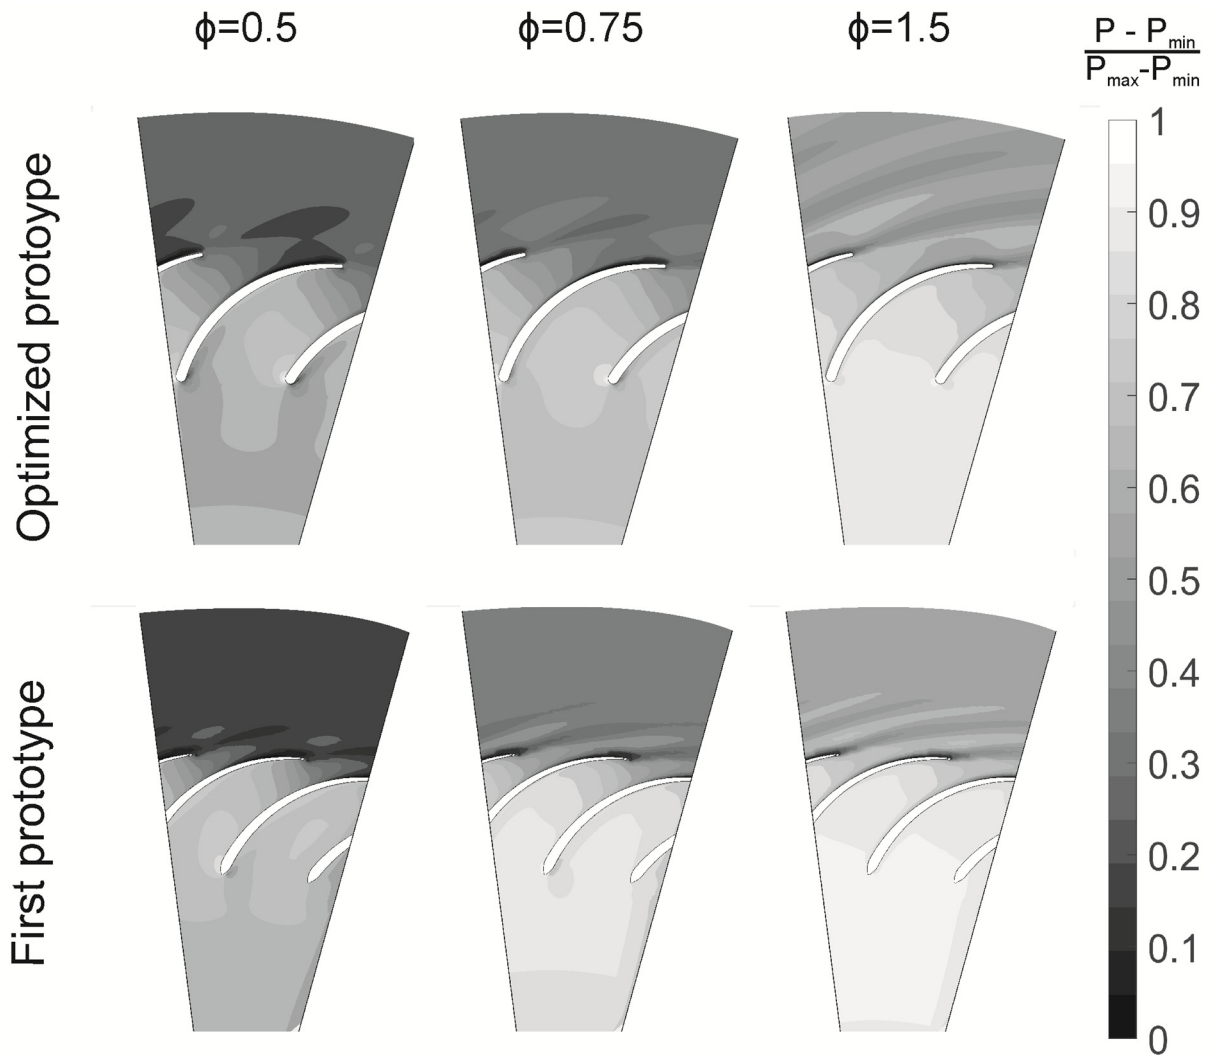 ϕ=0.5
ϕ=0.75
ϕ=1.5
P - Pmin
Pmax-Pmin
Optimized protoype
First prototype
1
0.9
0.8
0.7
0.6
0.5
0.4
0.3
0.2
0.1
0